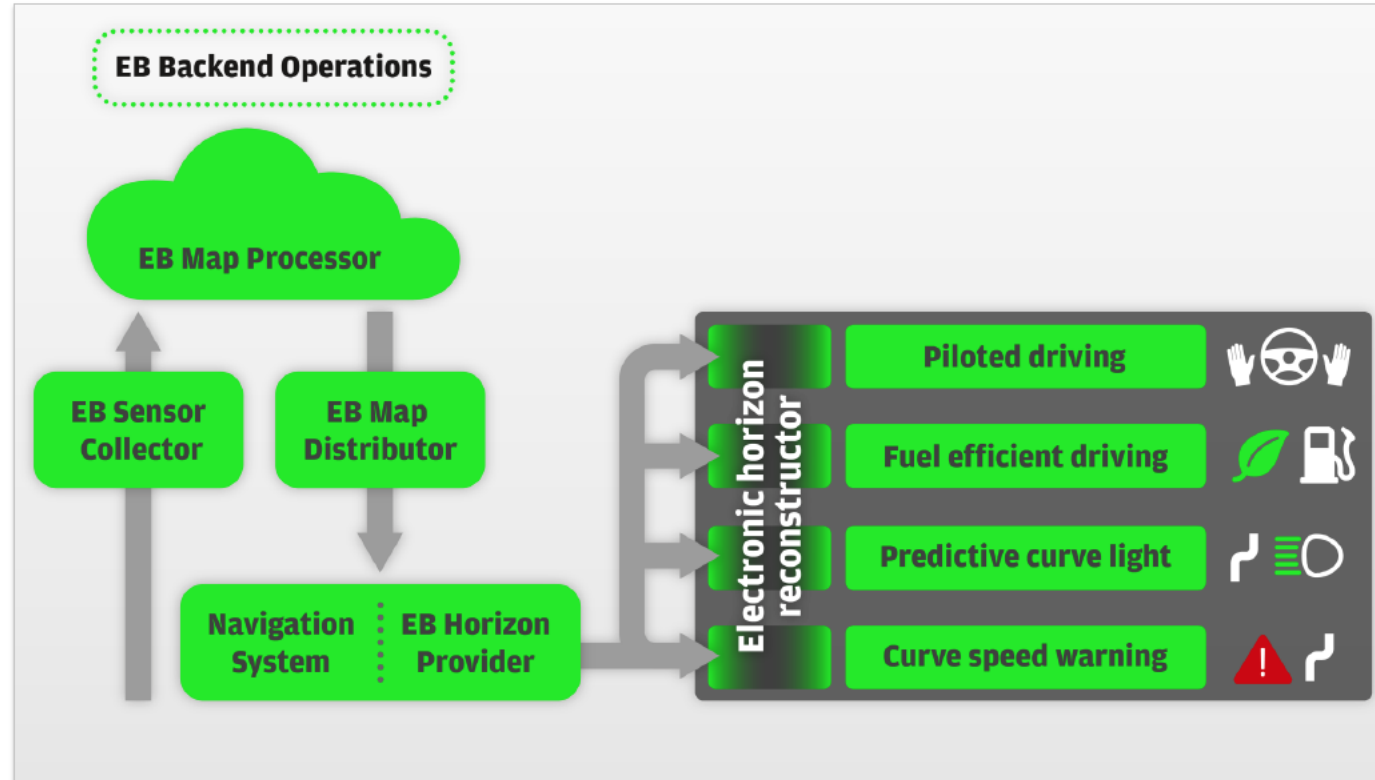 EB Backend Operations
EB Map Processor
EB Sensor
Collector
EB Map
Distributor
Navigation
System
EB Horizon
Provider
Electronic horizon
reconstructor
Piloted driving
Fuel efficient driving
Predictive curve light
Curve speed warning
!